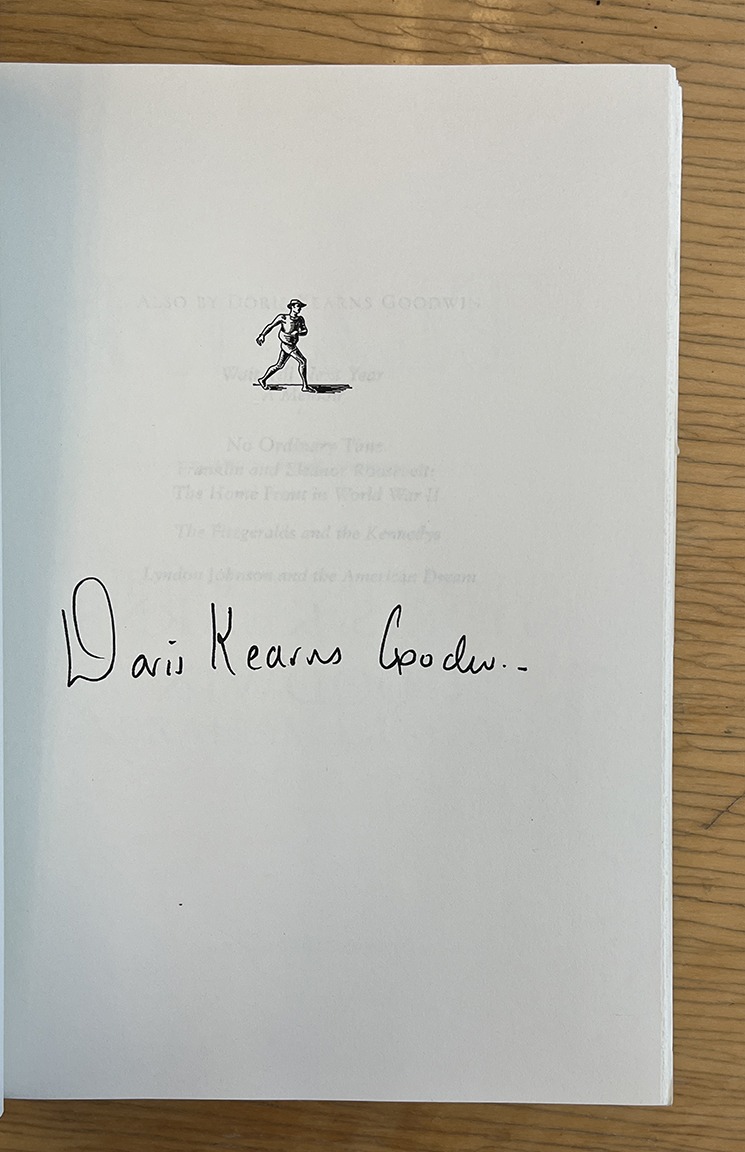 ALSO BY DORIS KEARNS GOODWIN
Wait Till Next Year
A Memoir
No Ordinary Time
Franklin and Eleanor Roosevelt:
The Home Front in World War II
The Fitzgeralds and the Kennedys
Lyndon Johnson and the American Dream
Doris Kearns Goodwin